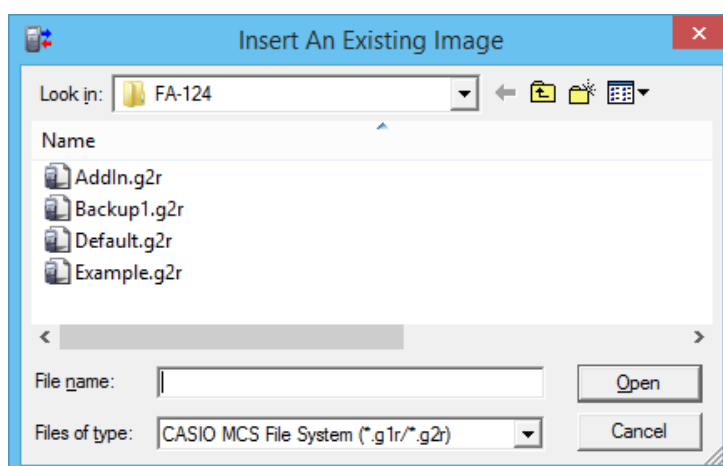 Insert An Existing Image
Look in: FA-124
Name
AddIn.g2r
Backup1.g2r
Default.g2r
Example.g2r
File name: Open
Files of type: CASIO MCS File System (*.g1r/*.g2r) Cancel